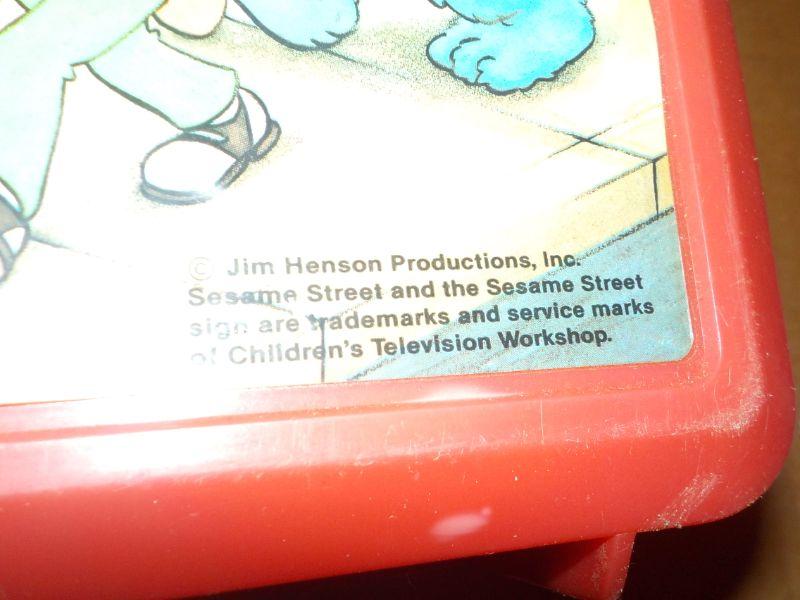 © Jim Henson Productions, Inc.
Sesame Street and the Sesame Street
sign are trademarks and service marks
of Children's Television Workshop.